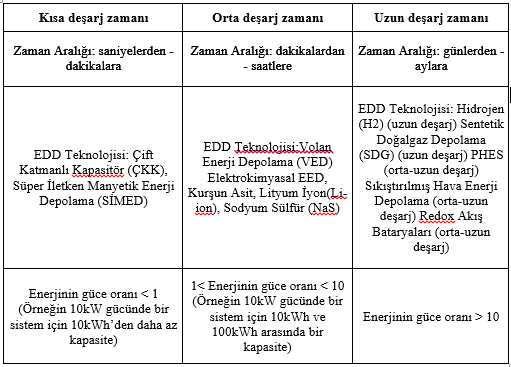 Kısa deşarj zamanı
Orta deşarj zamanı
Uzun deşarj zamanı
Zaman Aralığı: saniyelerden -
dakikalara
Zaman Aralığı: dakikalardan
- saatlere
Zaman Aralığı: günlerden -
aylara
EDD Teknolojisi: Çift
Katmanlı Kapasitör (ÇKK),
Süper İletken Manyetik Enerji
Depolama (SİMED)
EDD Teknolojisi:Volan
Enerji Depolama (VED)
Elektrokimyasal EED,
Kurşun Asit, Lityum İyon(Li-
ion), Sodyum Sülfür (NaS)
EDD Teknolojisi: Hidrojen
(H2) (uzun deşarj) Sentetik
Doğalgaz Depolama
(SDG) (uzun deşarj) PHES
(orta-uzun deşarj)
Sıkıştırılmış Hava Enerji
Depolama (orta-uzun
deşarj) Redox Akış
Bataryaları (orta-uzun
deşarj)
Enerjinin güce oranı < 1
(Örneğin 10kW gücünde bir
sistem için 10kWh'den daha az
kapasite)
1< Enerjinin güce oranı < 10
(Örneğin 10kW gücünde bir
sistem için 10kWh ve
100kWh arasında bir
kapasite)
Enerjinin güce oranı > 10